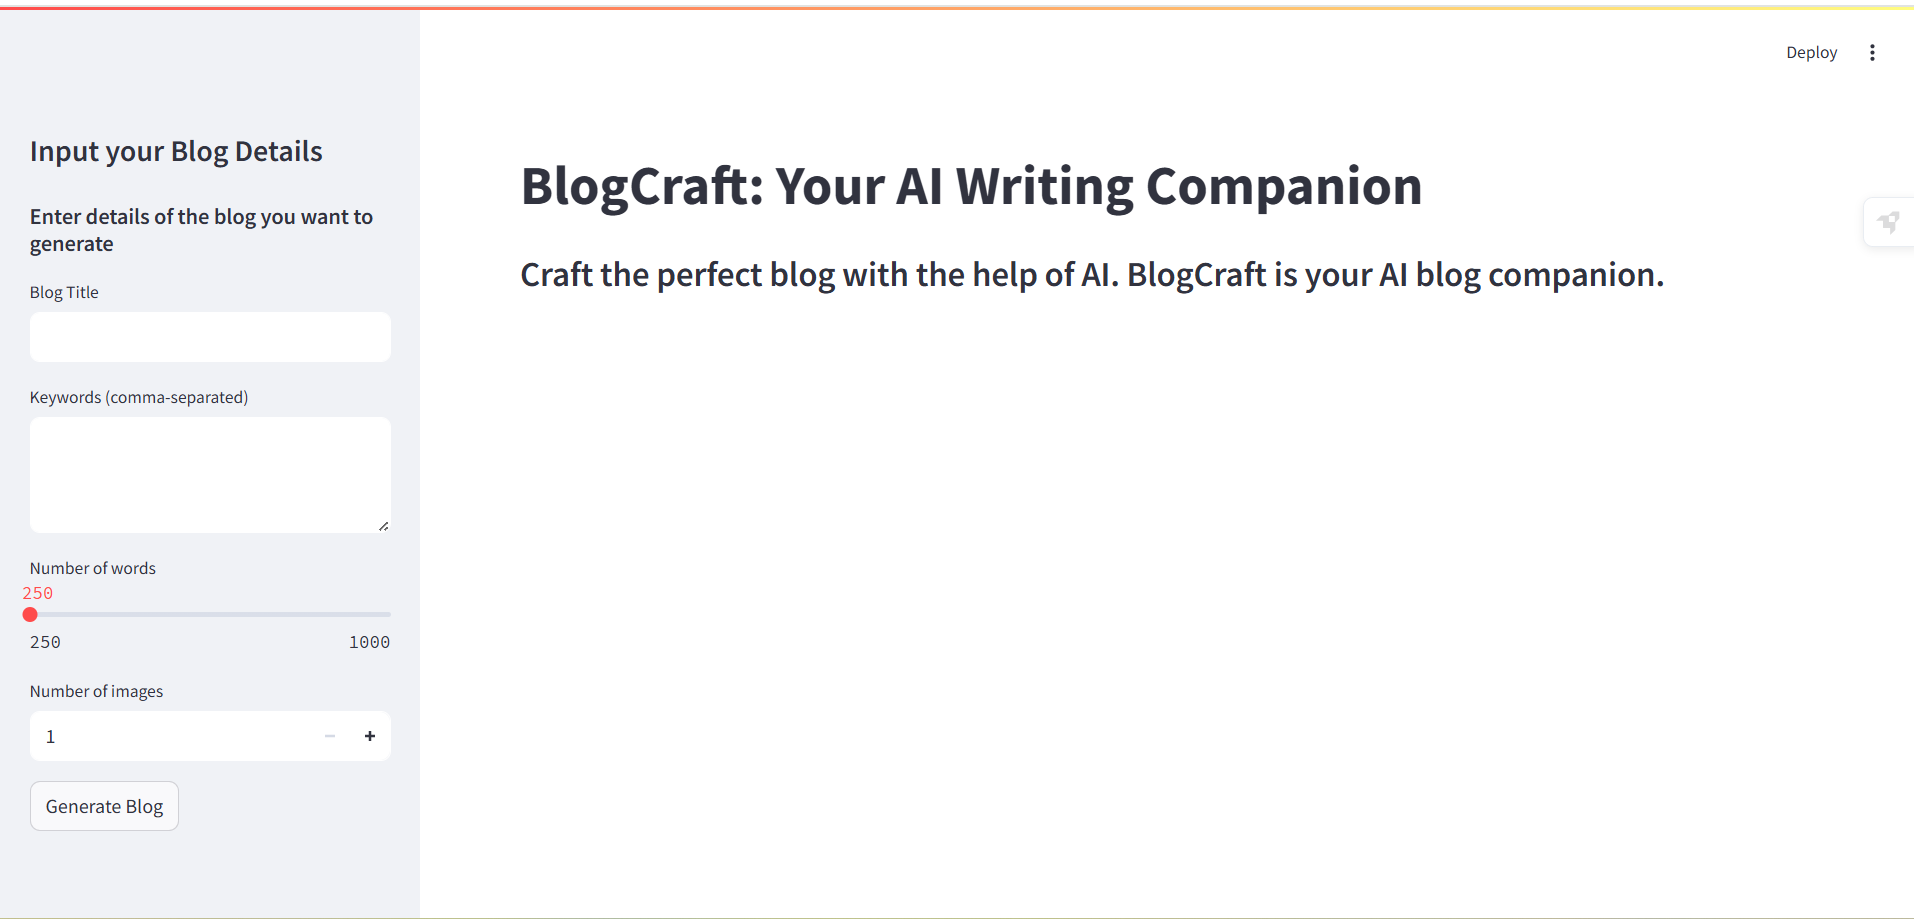 Deploy
Input your Blog Details
Enter details of the blog you want to
generate
Blog Title
Keywords (comma-separated)
Number of words
250
250 1000
Number of images
1
Generate Blog
BlogCraft: Your AI Writing Companion
Craft the perfect blog with the help of AI. BlogCraft is your AI blog companion.